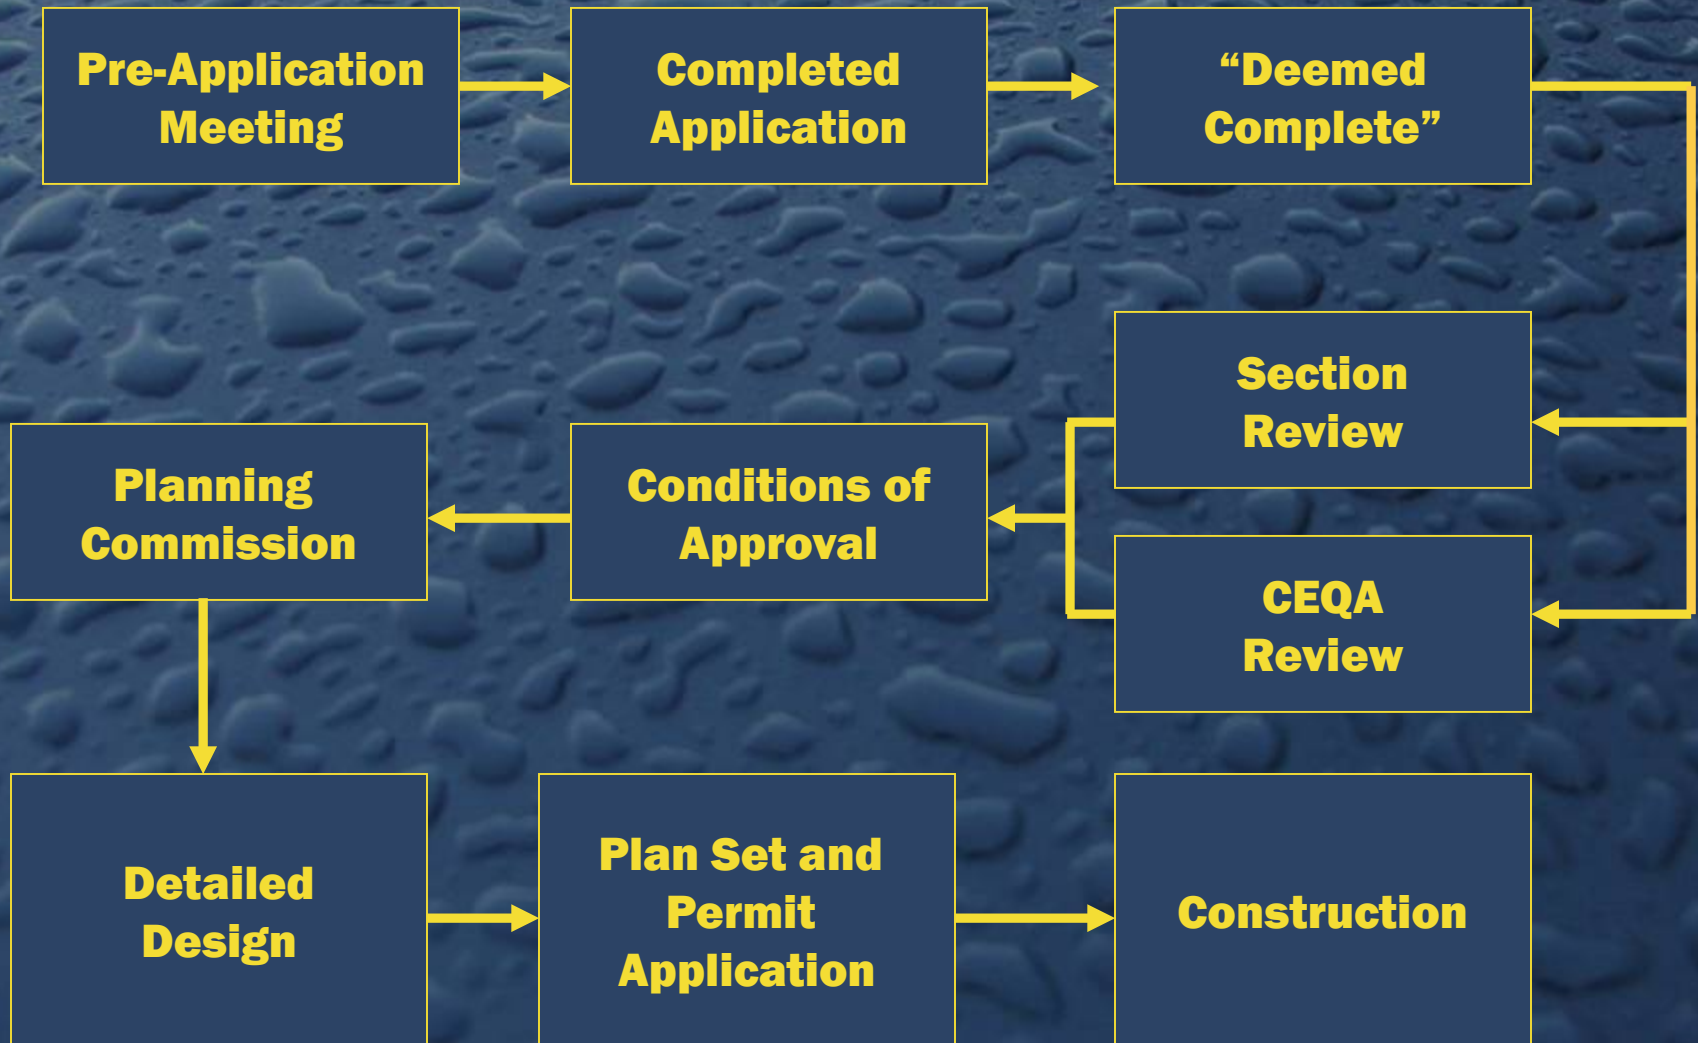 Pre-Application
Meeting
Completed
Application
“Deemed
Complete”
Section
Review
CEQA
Review
Conditions of
Approval
Planning
Commission
Detailed
Design
Plan Set and
Permit
Application
Construction